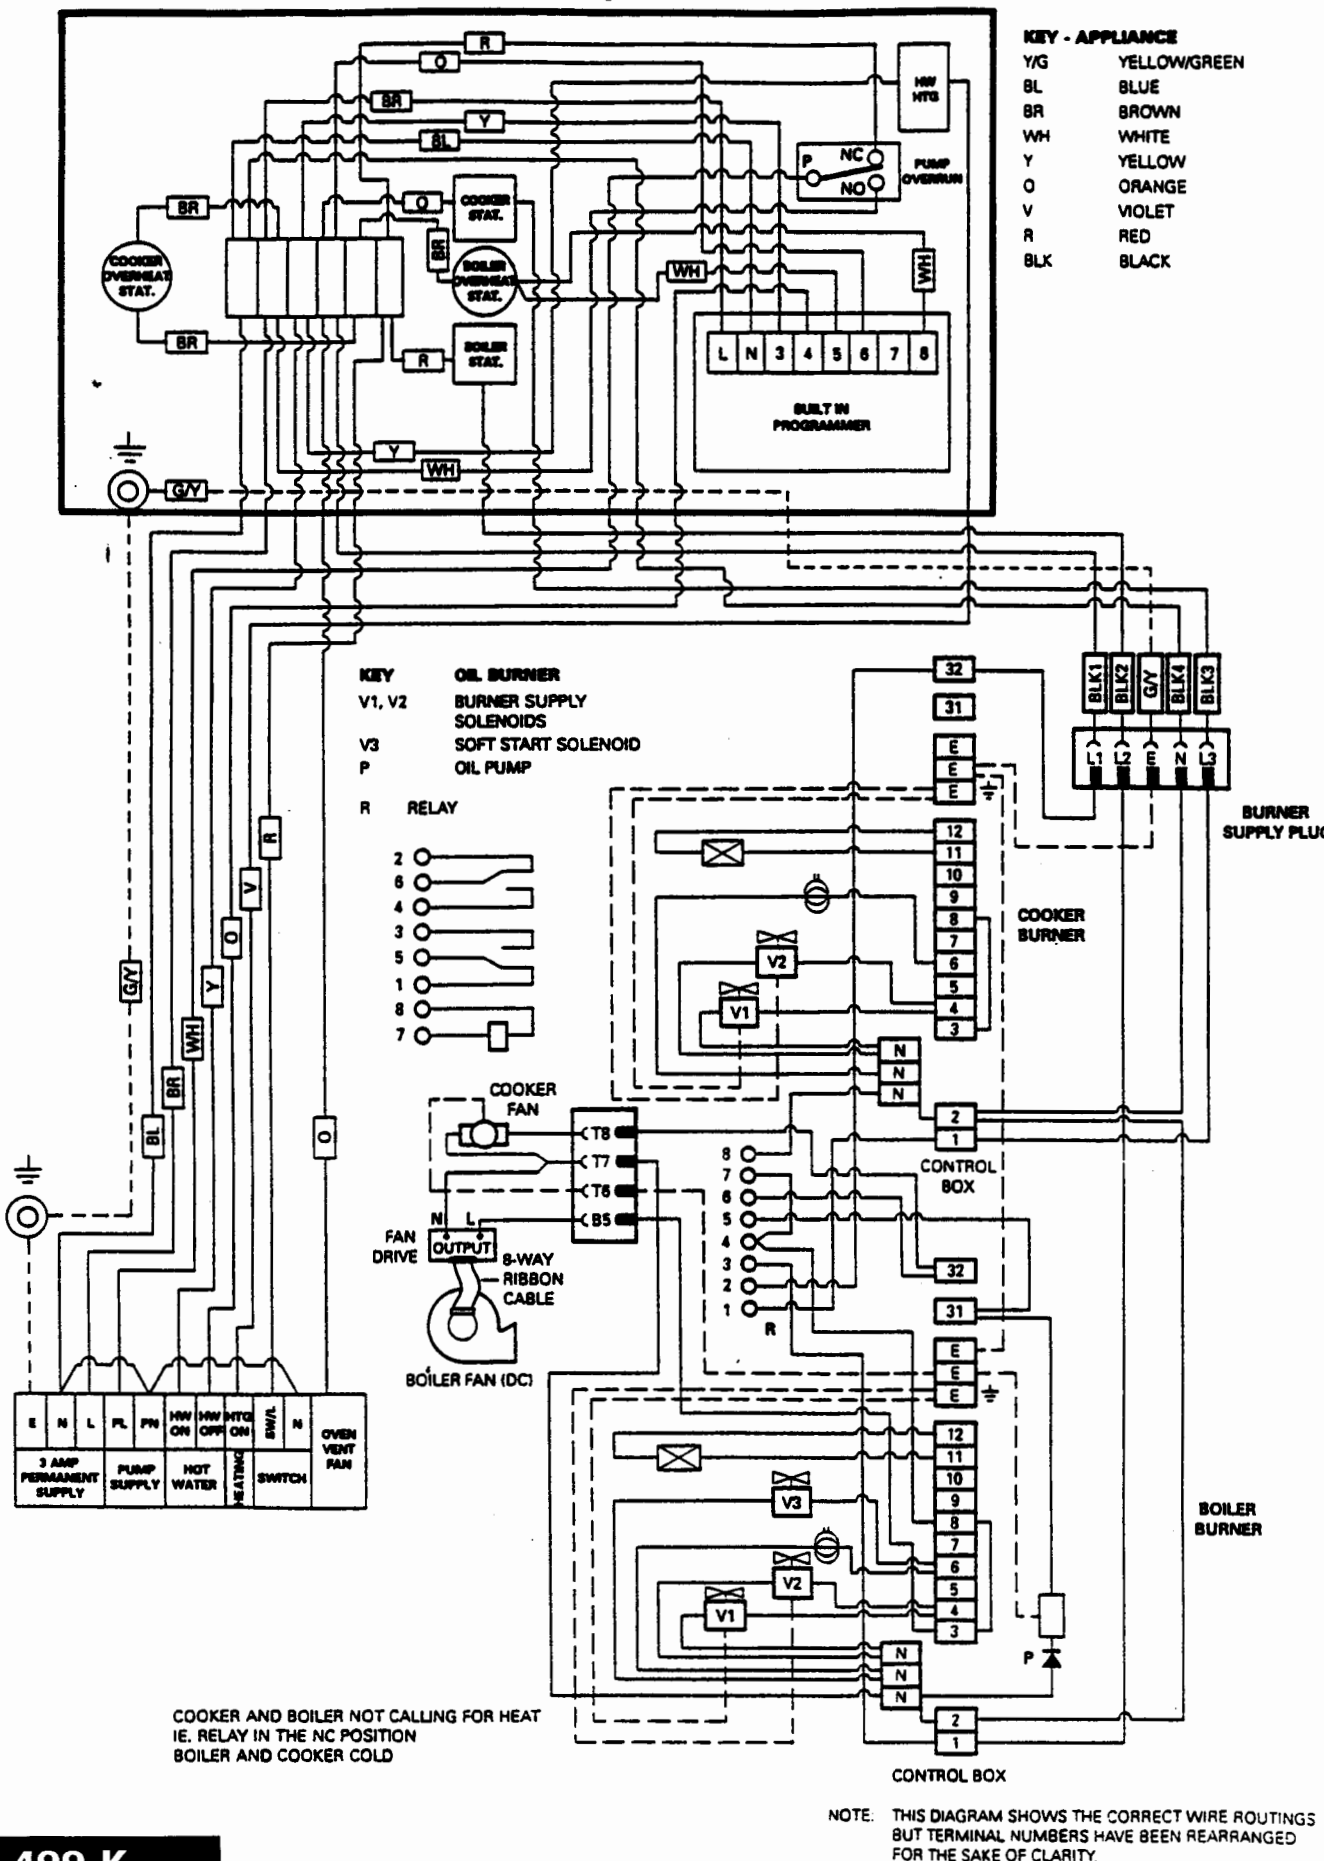 KEY - APPLIANCE
Y/G YELLOW/GREEN
BL BLUE
BR BROWN
WH WHITE
Y YELLOW
O ORANGE
V VIOLET
R RED
BLK BLACK
R
O
BR
Y
BL
HW
HTG
P
NC
NO
PUMP
OVERRUN
BR
COOKER
OVERHEAT
STAT.
BR
O
COOKER
STAT.
BR
BOILER
OVERHEAT
STAT.
R
BOILER
STAT.
WH
WH
L N 3 4 5 6 7 8
BUILT IN
PROGRAMMER
Y
WH
G/Y
KEY OIL BURNER
V1, V2 BURNER SUPPLY
SOLENOIDS
V3 SOFT START SOLENOID
P OIL PUMP
R RELAY
2
6
4
3
5
1
8
7
BLK1 BLK2 G/Y BLK4 BLK3
L1 L2 E N L3
BURNER
SUPPLY PLUG
32
31
E
E
E
12
11
10
9
8
7
6
5
4
3
COOKER
BURNER
V2
V1
N
N
N
2
1
CONTROL
BOX
R
V
O
Y
WH
BR
BL
G/Y
O
COOKER
FAN
T8
T7
T6
B5
N L
FAN
DRIVE
OUTPUT
8-WAY
RIBBON
CABLE
BOILER FAN (DC)
8
7
6
5
4
3
2
1
R
32
31
E
E
E
12
11
10
9
8
7
6
5
4
3
BOILER
BURNER
V3
V2
V1
P
N
N
N
2
1
CONTROL BOX
E N L PL PN HW ON HW OFF HTG ON SW/L N
OVEN
VENT
FAN
3 AMP
PERMANENT
SUPPLY
PUMP
SUPPLY
HOT
WATER
HEATING
SWITCH
COOKER AND BOILER NOT CALLING FOR HEAT
IE. RELAY IN THE NC POSITION
BOILER AND COOKER COLD
NOTE: THIS DIAGRAM SHOWS THE CORRECT WIRE ROUTINGS
BUT TERMINAL NUMBERS HAVE BEEN REARRANGED
FOR THE SAKE OF CLARITY.